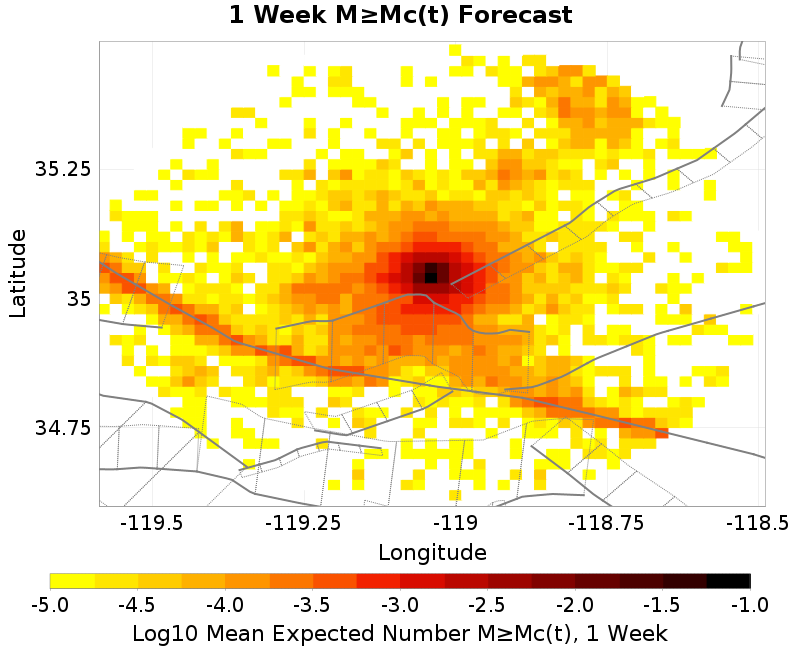 1 Week M≥Mc(t) Forecast
35.25
35
34.75
Latitude
-119.5 -119.25 -119 -118.75 -118.5
Longitude
-5.0 -4.5 -4.0 -3.5 -3.0 -2.5 -2.0 -1.5 -1.0
Log10 Mean Expected Number M≥Mc(t), 1 Week